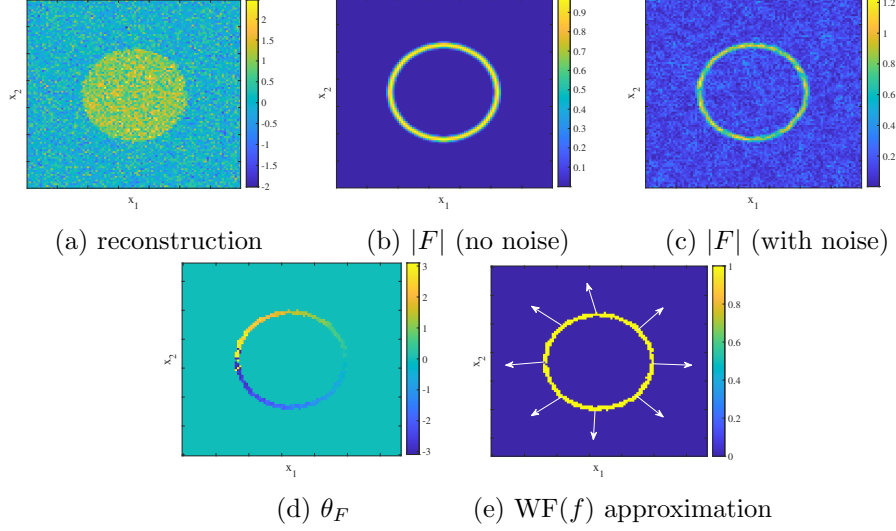 2
1.5
1
0.5
0
-0.5
-1
-1.5
-2
x2
x1
0.9
0.8
0.7
0.6
0.5
0.4
0.3
0.2
0.1
x2
x1
1.2
1
0.8
0.6
0.4
0.2
x2
x1
(a) reconstruction
(b) |F| (no noise)
(c) |F| (with noise)
3
2
1
0
-1
-2
-3
x2
x1
1
0.8
0.6
0.4
0.2
0
x2
x1
(d) θF
(e) WF(f) approximation